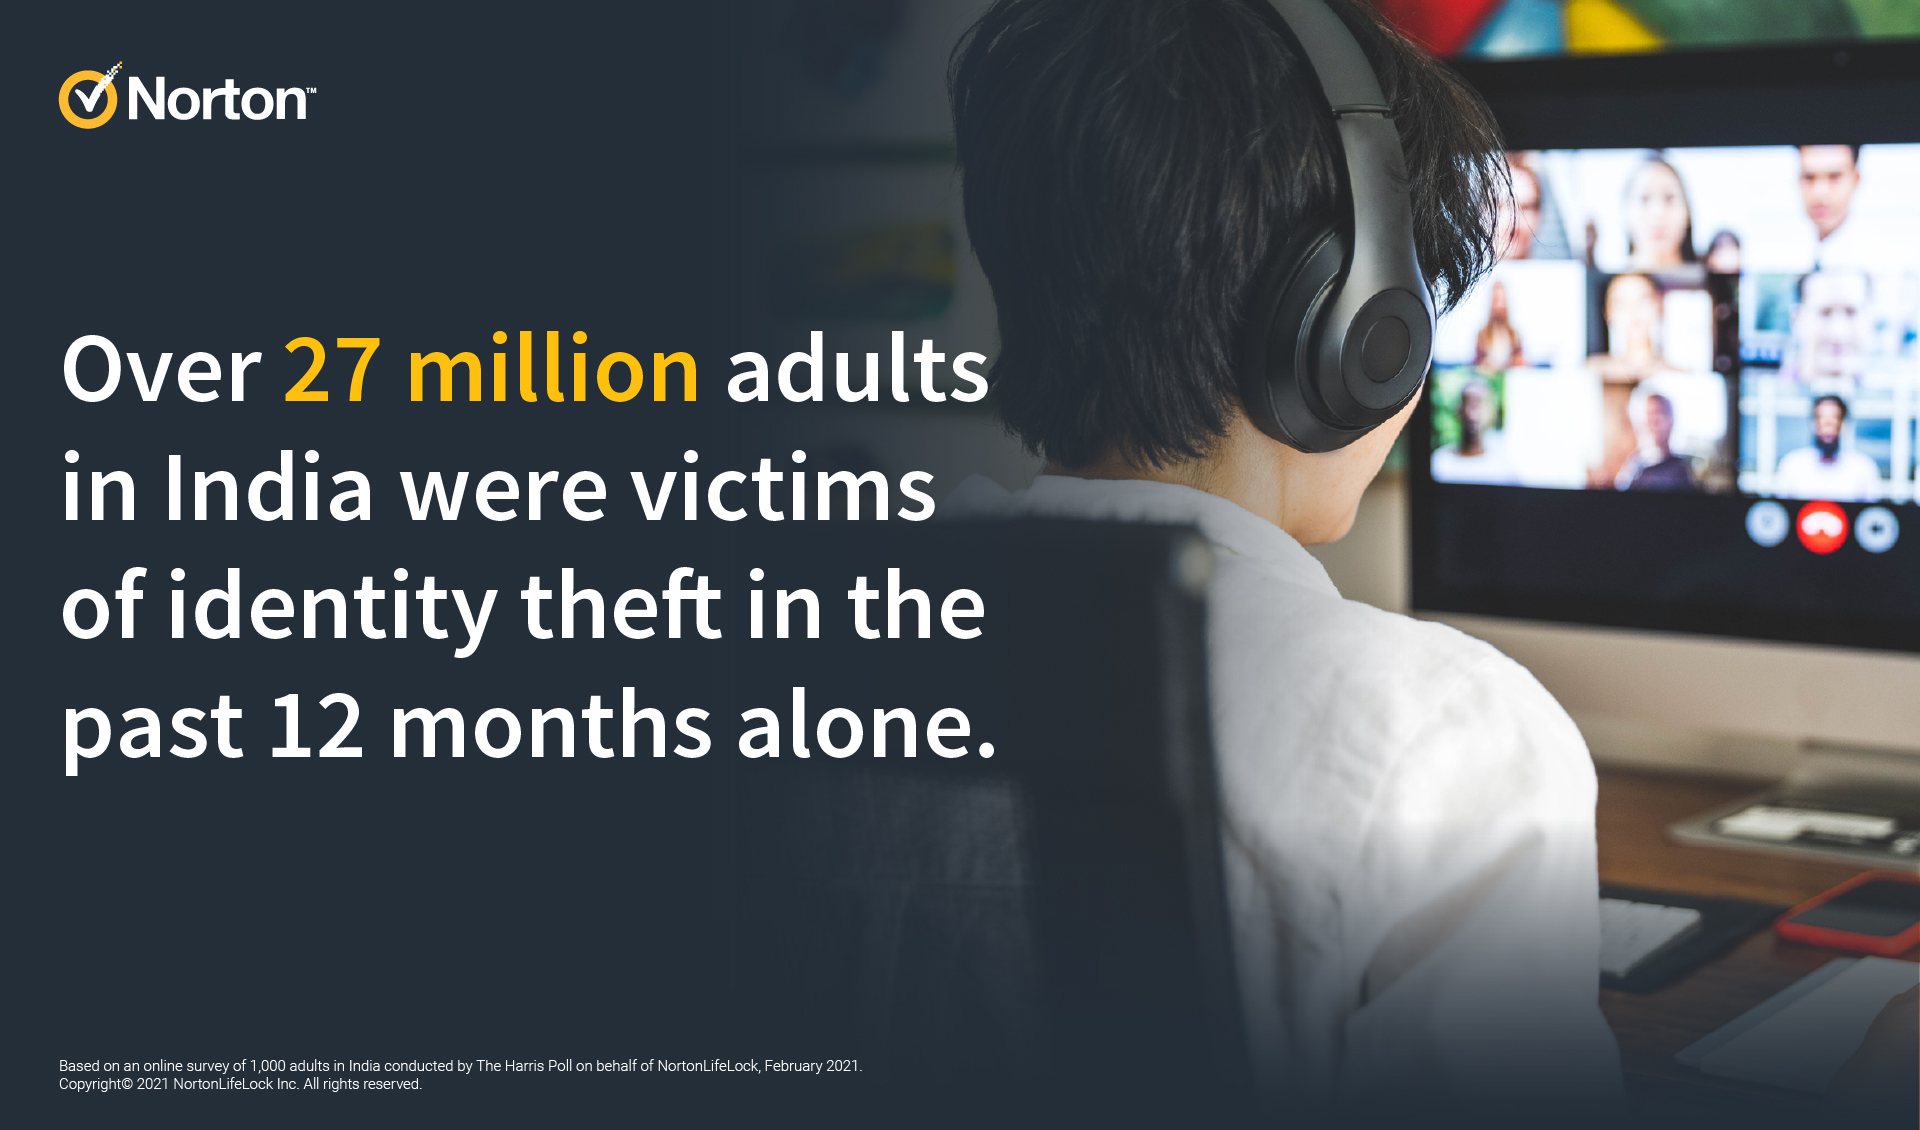 Norton™
Over 27 million adults
in India were victims
of identity theft in the
past 12 months alone.
Based on an online survey of 1,000 adults in India conducted by The Harris Poll on behalf of NortonLifeLock, February 2021.
Copyright© 2021 NortonLifeLock Inc. All rights reserved.